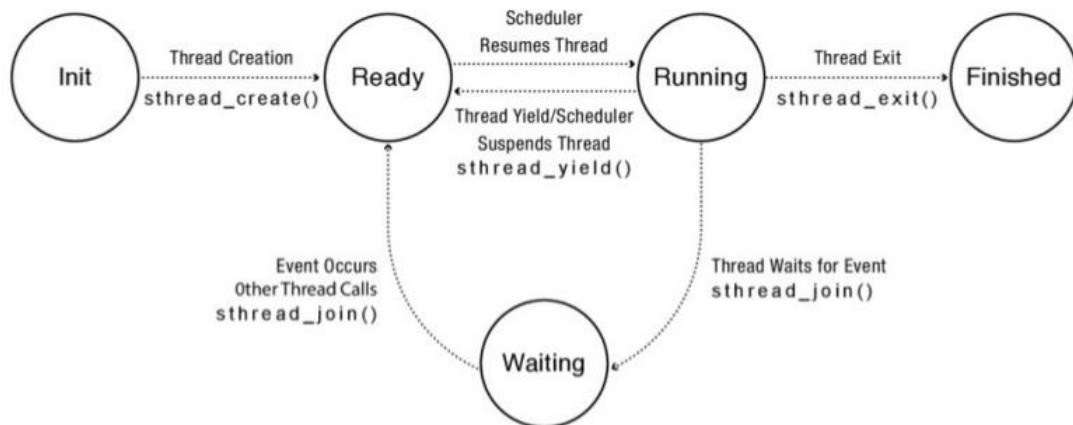 Init
Thread Creation
sthread_create()
Ready
Scheduler
Resumes Thread
Thread Yield/Scheduler
Suspends Thread
sthread_yield()
Running
Thread Exit
sthread_exit()
Finished
Event Occurs
Other Thread Calls
sthread_join()
Thread Waits for Event
sthread_join()
Waiting